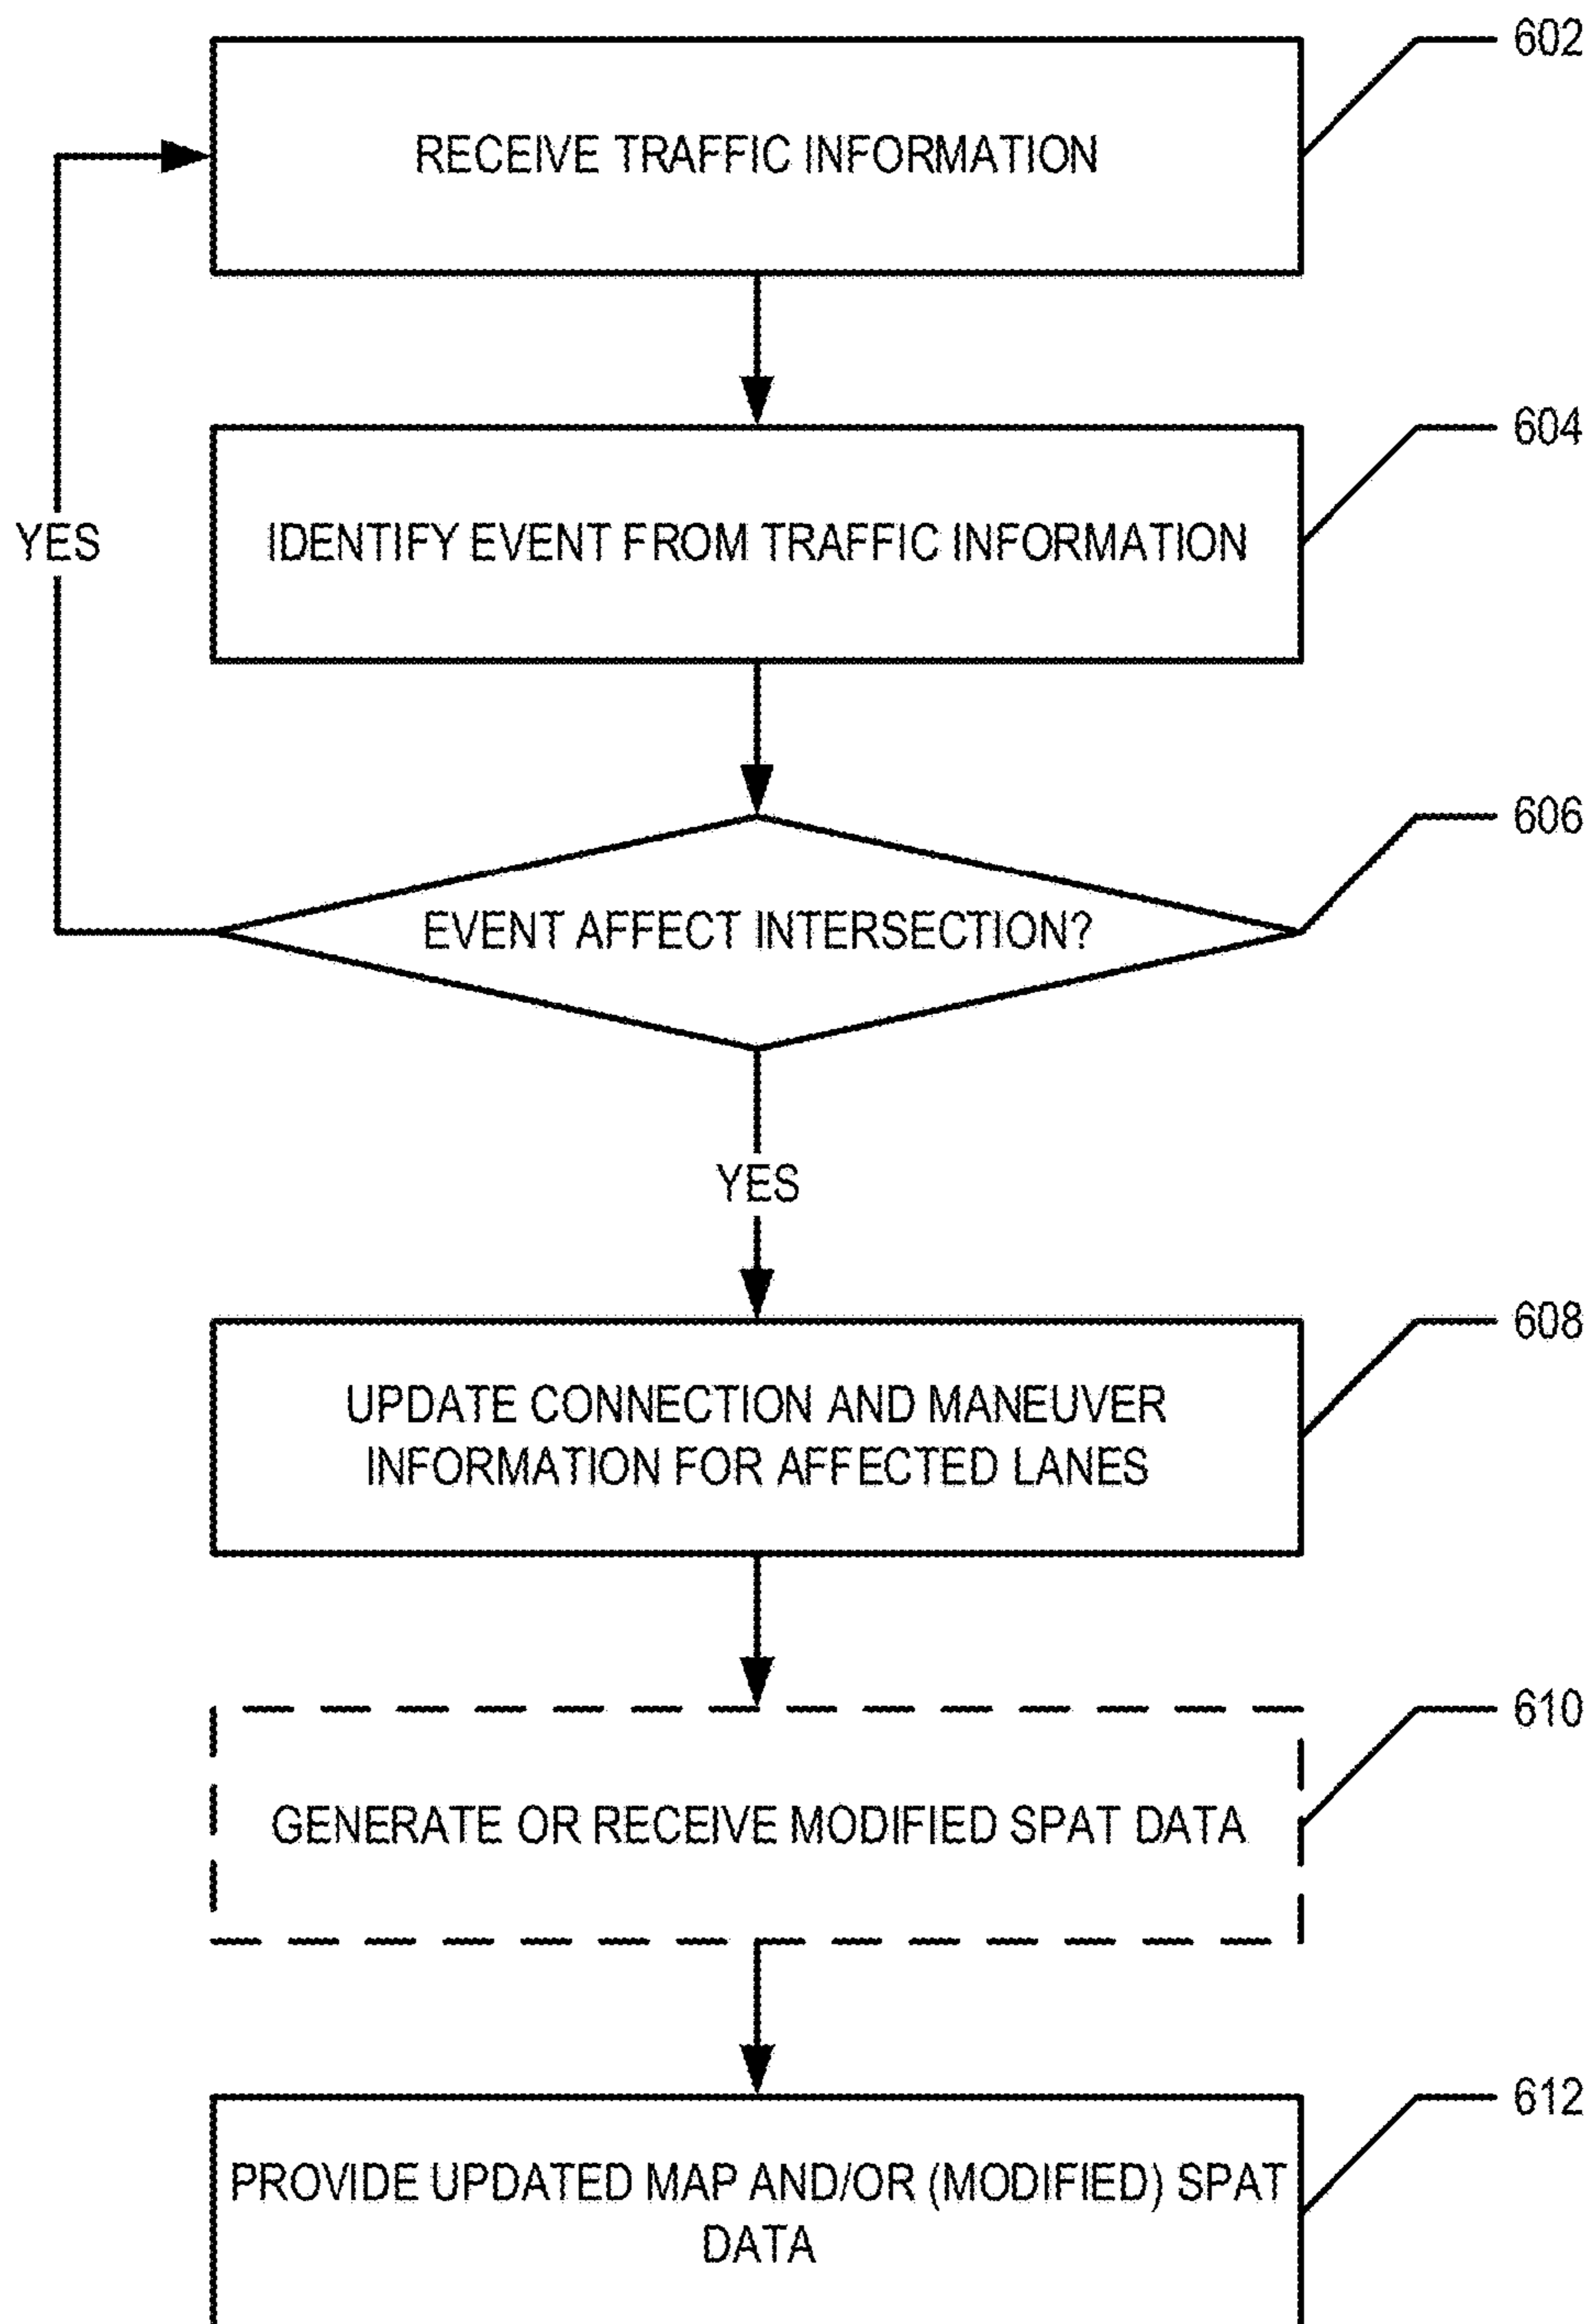 602
RECEIVE TRAFFIC INFORMATION
604
IDENTIFY EVENT FROM TRAFFIC INFORMATION
YES
606
EVENT AFFECT INTERSECTION?
YES
608
UPDATE CONNECTION AND MANEUVER
INFORMATION FOR AFFECTED LANES
610
GENERATE OR RECEIVE MODIFIED SPAT DATA
612
PROVIDE UPDATED MAP AND/OR (MODIFIED) SPAT
DATA